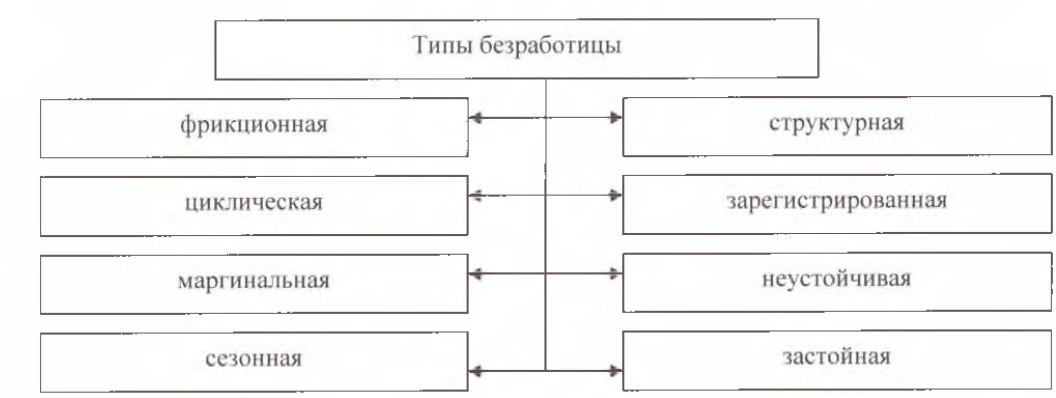 Типы безработицы
фрикционная
структурная
циклическая
зарегистрированная
маргинальная
неустойчивая
сезонная
застойная